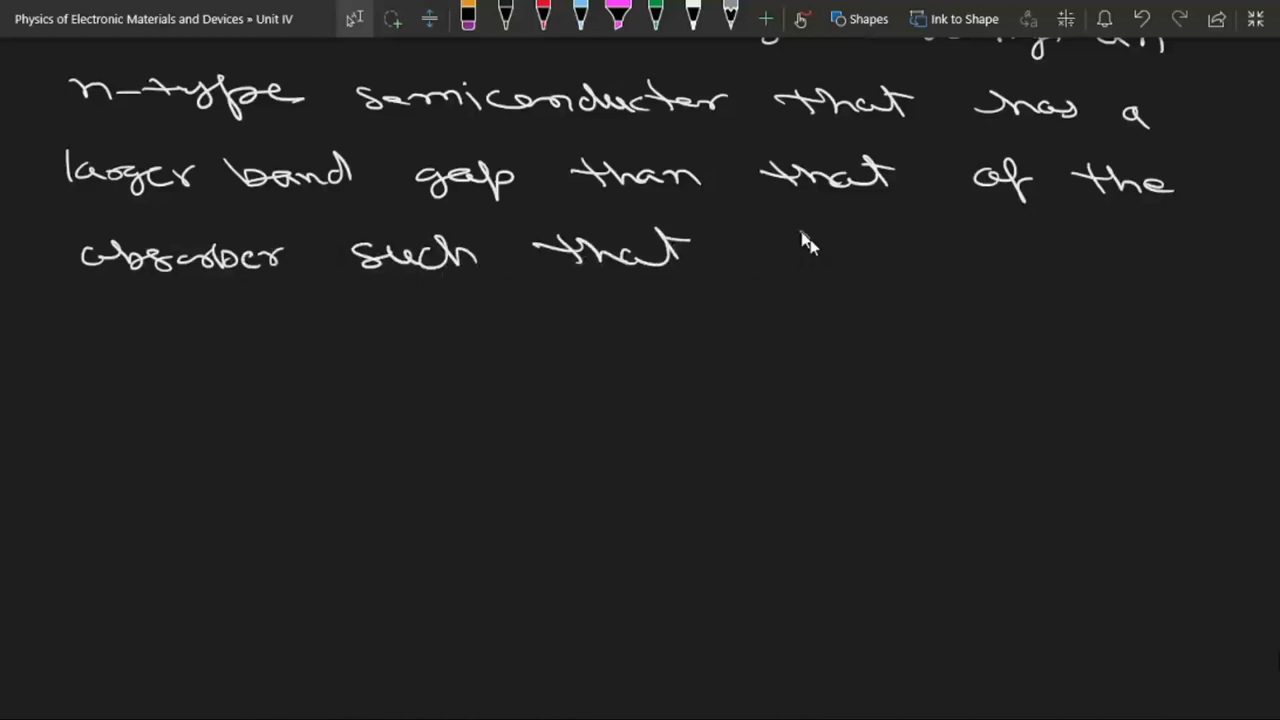 Physics of Electronic Materials and Devices » Unit IV
Shapes
Ink to Shape
n-type semiconductor that has a
larger band gap than that of the
absorber such that